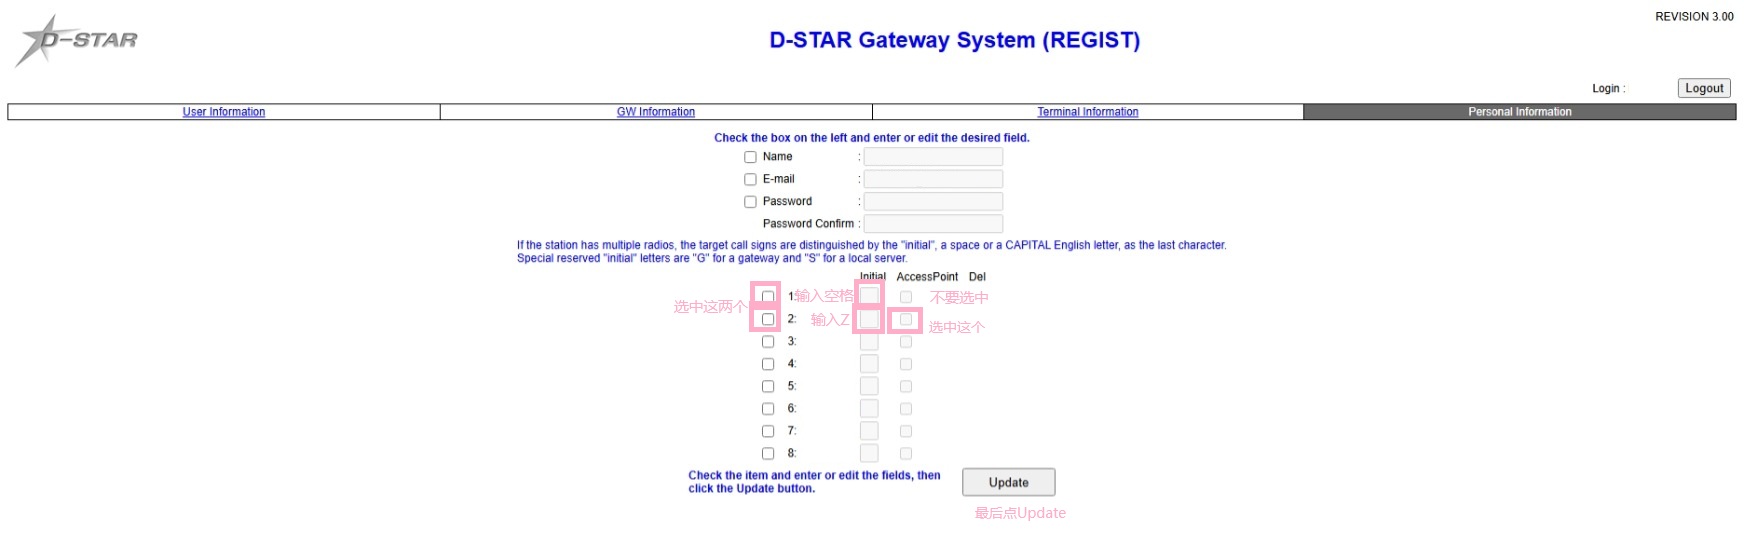 REVISION 3.00
D-STAR
D-STAR Gateway System (REGIST)
Login :
Logout
User Information
GW Information
Terminal Information
Personal Information
Check the box on the left and enter or edit the desired field.
Name :
E-mail :
Password :
Password Confirm :
If the station has multiple radios, the target call signs are distinguished by the "initial", a space or a CAPITAL English letter, as the last character.
Special reserved "initial" letters are "G" for a gateway and "S" for a local server.
Initial AccessPoint Del
选中这两个 1: 输入空格 不要选中
2: 输入Z 选中这个
3:
4:
5:
6:
7:
8:
Check the item and enter or edit the fields, then
click the Update button.
Update
最后点Update